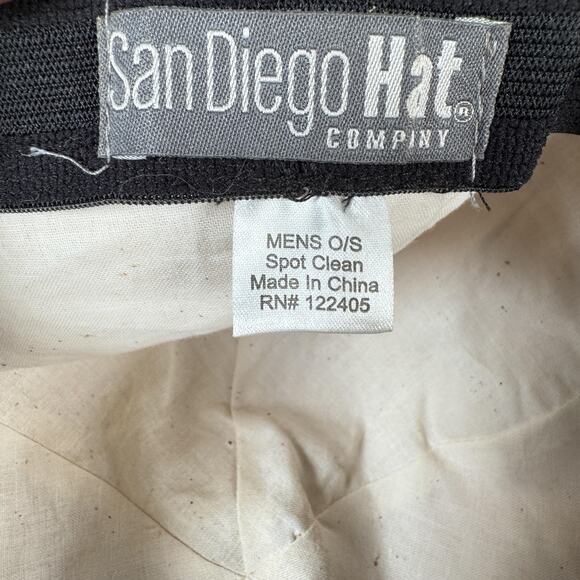 San Diego Hat®
COMPANY
MENS O/S
Spot Clean
Made In China
RN# 122405